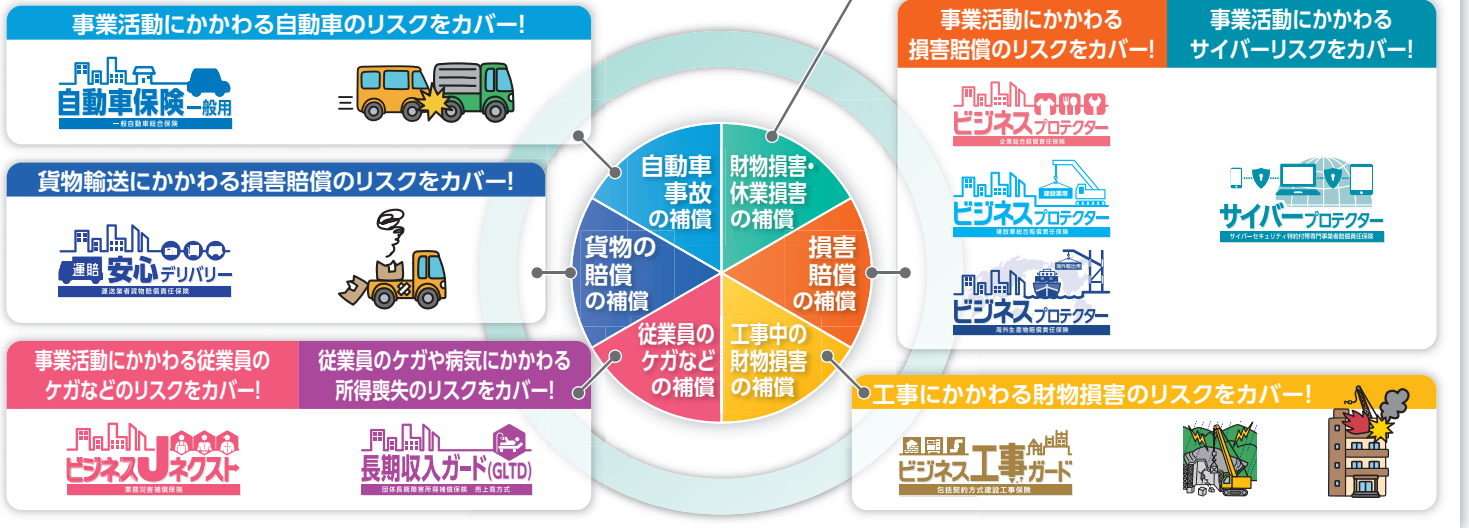 事業活動にかかわる自動車のリスクをカバー!
自動車保険 一般用
一般自動車総合保険
貨物輸送にかかわる損害賠償のリスクをカバー!
運賠 安心デリバリー
運送業者貨物賠償責任保険
事業活動にかかわる従業員の
ケガなどのリスクをカバー!
ビジネスJネクスト
業務災害補償保険
従業員のケガや病気にかかわる
所得喪失のリスクをカバー!
長期収入ガード(GLTD)
団体長期障害所得補償保険 売上高方式
自動車
事故
の補償
財物損害・
休業損害
の補償
貨物の
賠償
の補償
損害
賠償
の補償
従業員の
ケガなど
の補償
工事中の
財物損害
の補償
事業活動にかかわる
損害賠償のリスクをカバー!
ビジネスプロテクター
企業総合賠償責任保険
建設業用
ビジネスプロテクター
建設業総合賠償責任保険
海外輸出用
ビジネスプロテクター
海外生産物賠償責任保険
事業活動にかかわる
サイバーリスクをカバー!
サイバープロテクター
サイバーセキュリティ特約付帯専門事業者賠償責任保険
工事にかかわる財物損害のリスクをカバー!
ビジネス工事ガード
包括契約方式建設工事保険